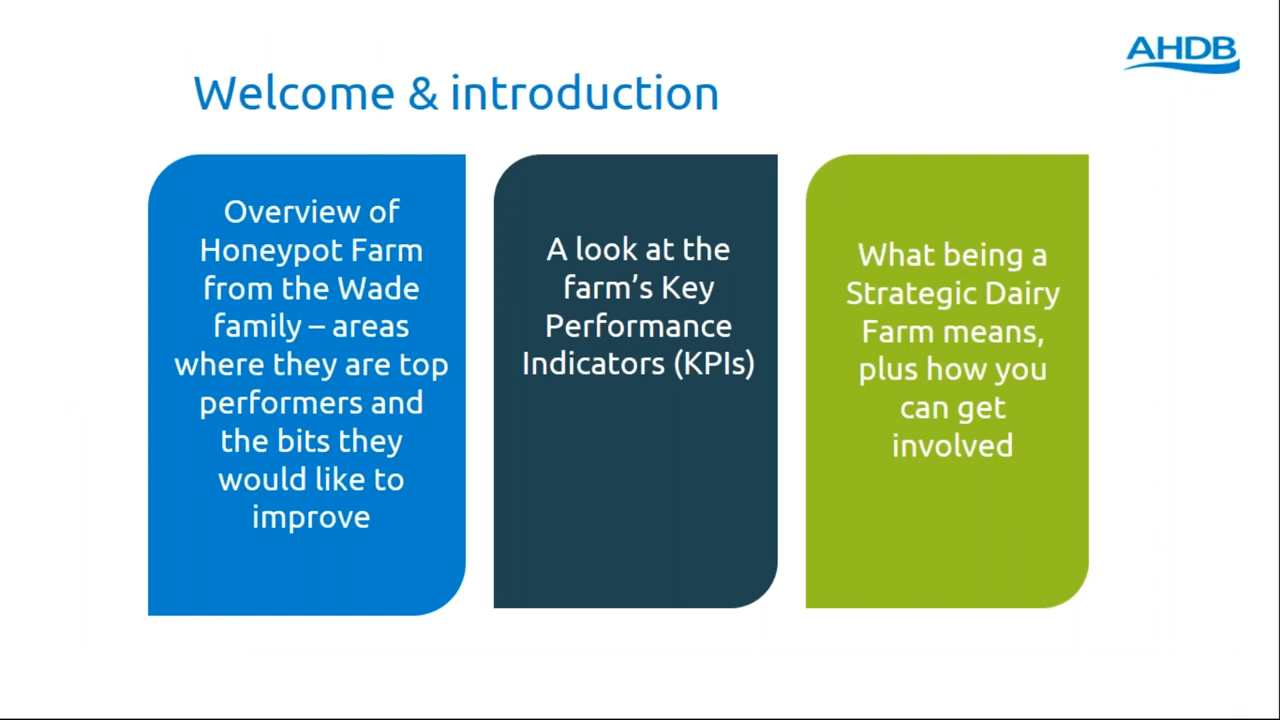 AHDB
Welcome & introduction
Overview of
Honeypot Farm
from the Wade
family – areas
where they are top
performers and
the bits they
would like to
improve
A look at the
farm’s Key
Performance
Indicators (KPIs)
What being a
Strategic Dairy
Farm means,
plus how you
can get
involved